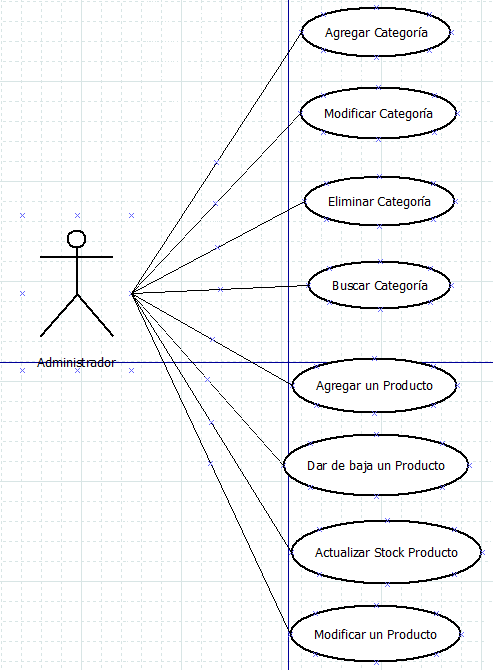 Agregar Categoría
Modificar Categoría
Eliminar Categoría
Buscar Categoría
Administrador
Agregar un Producto
Dar de baja un Producto
Actualizar Stock Producto
Modificar un Producto